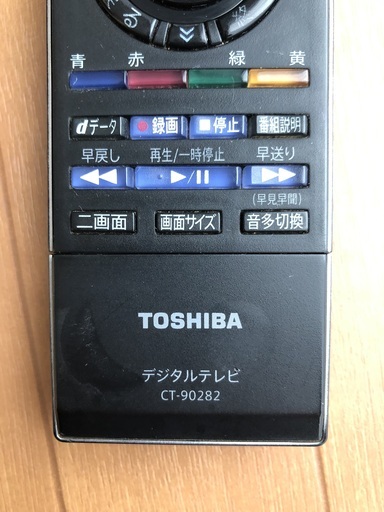 青 赤 緑 黄
dデータ 録画 停止 番組説明
早戻し 再生/一時停止 早送り
(早見早聞)
二画面 画面サイズ 音多切換
TOSHIBA
デジタルテレビ
CT-90282